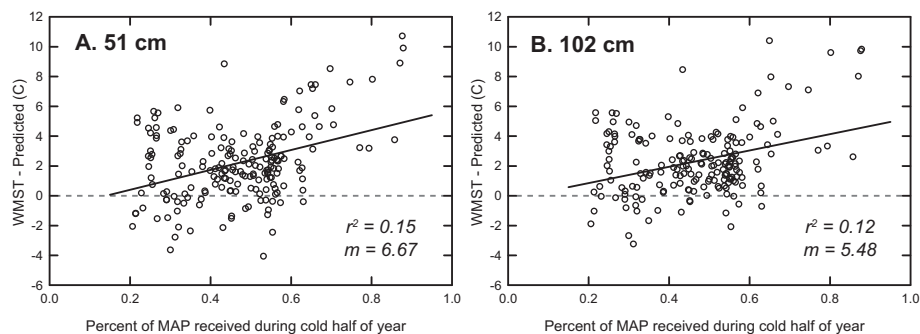 A. 51 cm
WMST - Predicted (C)
12
10
8
6
4
2
0
-2
-4
-6
r² = 0.15
m = 6.67
0.0 0.2 0.4 0.6 0.8 1.0
Percent of MAP received during cold half of year
B. 102 cm
WMST - Predicted (C)
12
10
8
6
4
2
0
-2
-4
-6
r² = 0.12
m = 5.48
0.0 0.2 0.4 0.6 0.8 1.0
Percent of MAP received during cold half of year